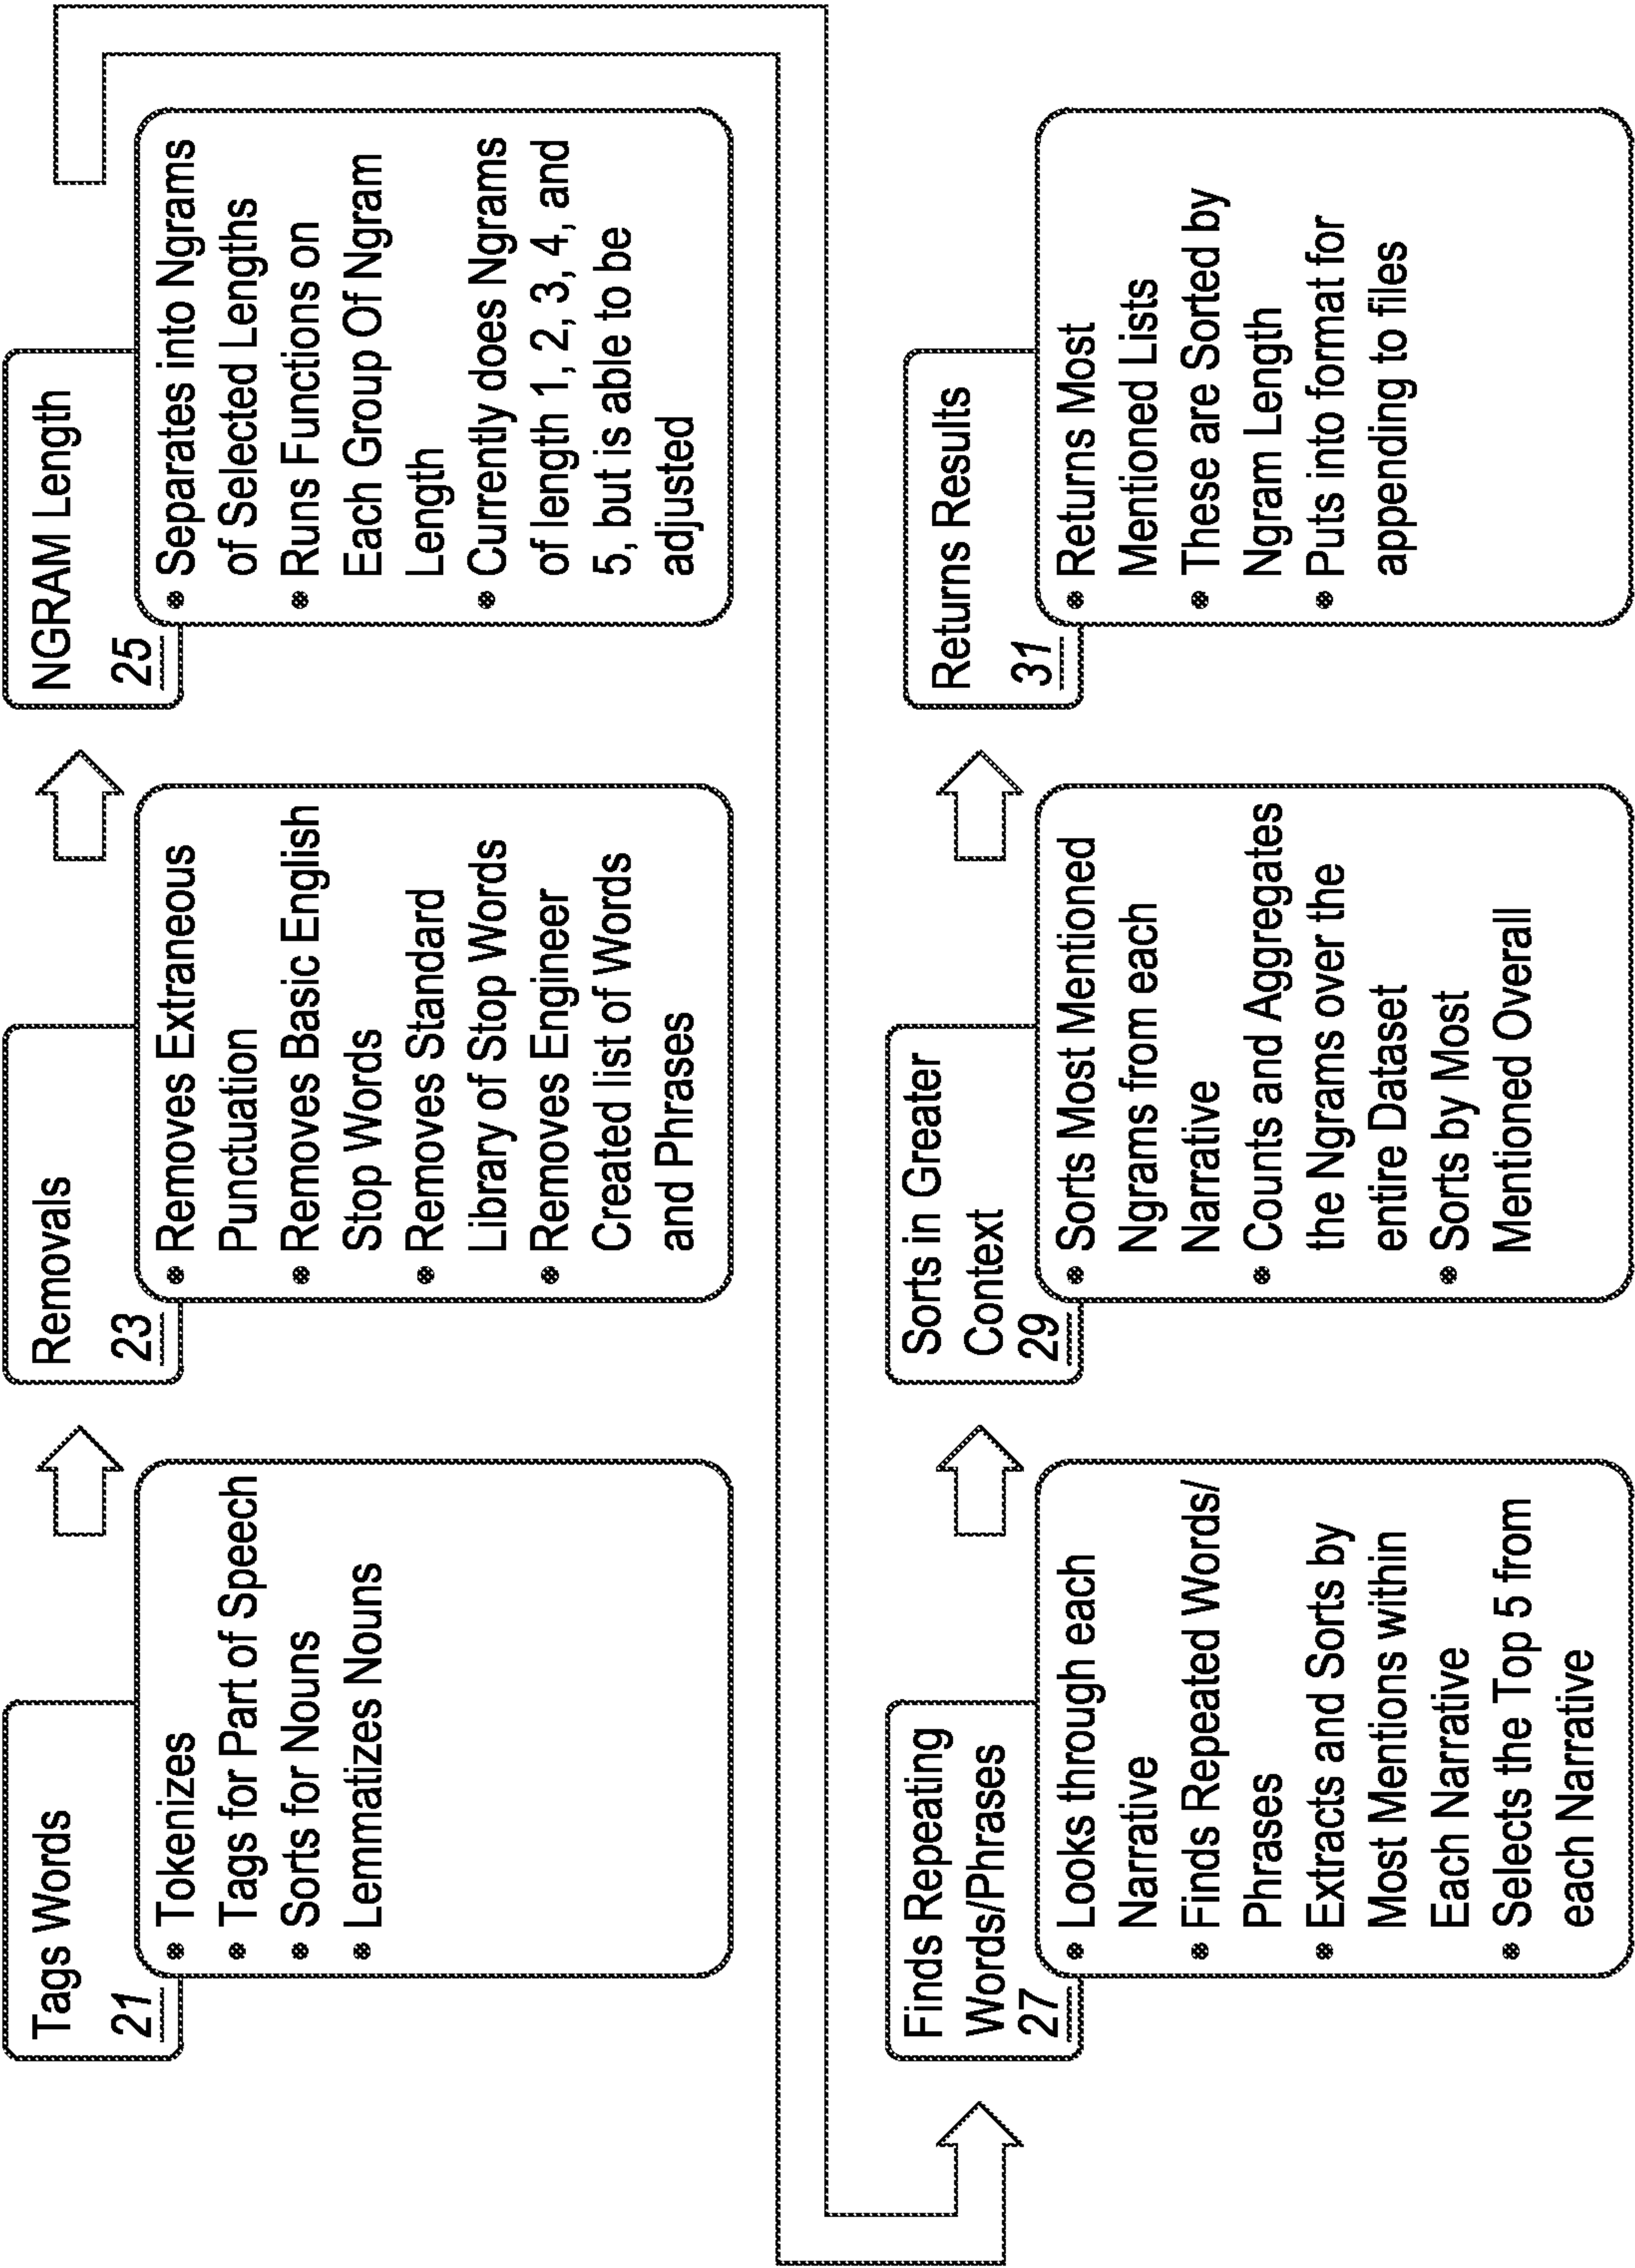 Tags Words
21
• Tokenizes
• Tags for Part of Speech
• Sorts for Nouns
• Lemmatizes Nouns
Removals
23
• Removes Extraneous
Punctuation
• Removes Basic English
Stop Words
• Removes Standard
Library of Stop Words
• Removes Engineer
Created list of Words
and Phrases
NGRAM Length
25
• Separates into Ngrams
of Selected Lengths
• Runs Functions on
Each Group Of Ngram
Length
• Currently does Ngrams
of length 1, 2, 3, 4, and
5, but is able to be
adjusted
Finds Repeating
Words/Phrases
27
• Looks through each
Narrative
• Finds Repeated Words/
Phrases
• Extracts and Sorts by
Most Mentions within
Each Narrative
• Selects the Top 5 from
each Narrative
Sorts in Greater
Context
29
• Sorts Most Mentioned
Ngrams from each
Narrative
• Counts and Aggregates
the Ngrams over the
entire Dataset
• Sorts by Most
Mentioned Overall
Returns Results
31
• Returns Most
Mentioned Lists
• These are Sorted by
Ngram Length
• Puts into format for
appending to files